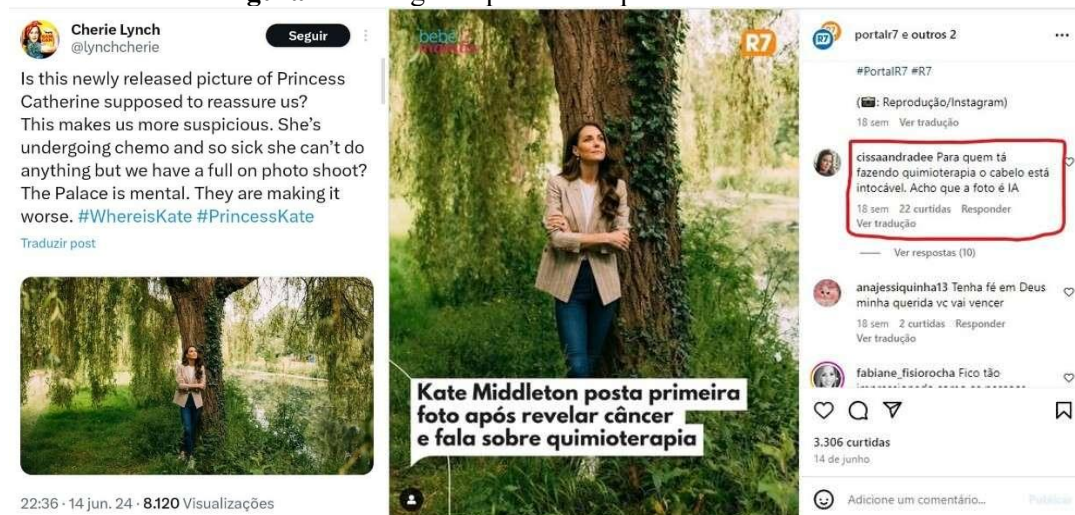 Cherie Lynch
@lynchcherie
Seguir
Is this newly released picture of Princess
Catherine supposed to reassure us?
This makes us more suspicious. She's
undergoing chemo and so sick she can't do
anything but we have a full on photo shoot?
The Palace is mental. They are making it
worse. #WhereisKate #PrincessKate
Traduzir post
22:36 · 14 jun. 24 · 8.120 Visualizações
bebê
mamãe
R7
Kate Middleton posta primeira
foto após revelar câncer
e fala sobre quimioterapia
R7
portalr7 e outros 2
#PortalR7 #R7
(📷: Reprodução/Instagram)
18 sem Ver tradução
cissaandradee Para quem tá
fazendo quimioterapia o cabelo está
intocável. Acho que a foto é IA
18 sem 22 curtidas Responder
Ver tradução
Ver respostas (10)
anajessiquinha13 Tenha fé em Deus
minha querida vc vai vencer
18 sem 2 curtidas Responder
Ver tradução
fabiane_fisiorocha Fico tão
3.306 curtidas
14 de junho
Adicione um comentário...
Publicar